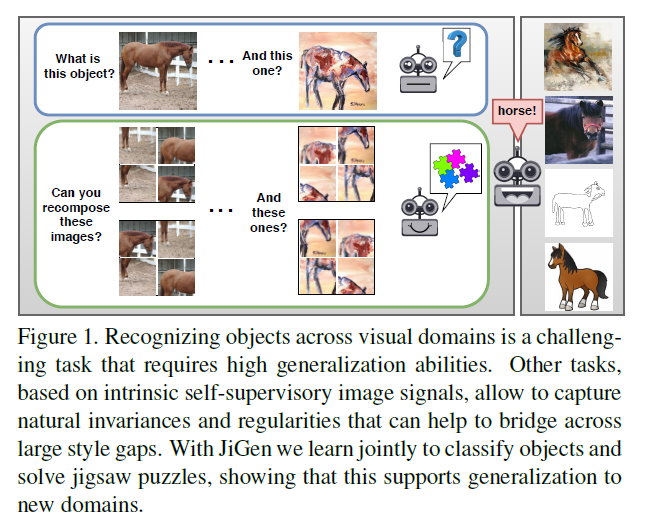 What is
this object?
. . .
And this
one?
?
horse!
Can you
recompose
these
images?
. . .
And
these
ones?
Figure 1. Recognizing objects across visual domains is a challeng-
ing task that requires high generalization abilities. Other tasks,
based on intrinsic self-supervisory image signals, allow to capture
natural invariances and regularities that can help to bridge across
large style gaps. With JiGen we learn jointly to classify objects and
solve jigsaw puzzles, showing that this supports generalization to
new domains.